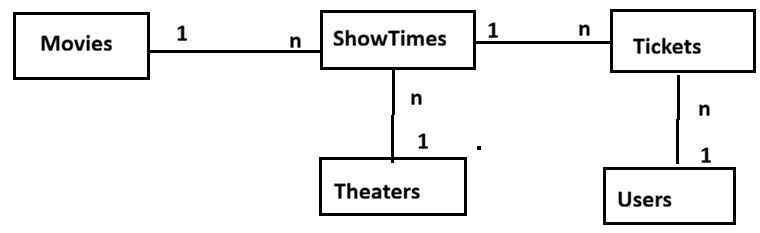 Movies 1 n ShowTimes 1 n Tickets
n n
1 1
Theaters Users